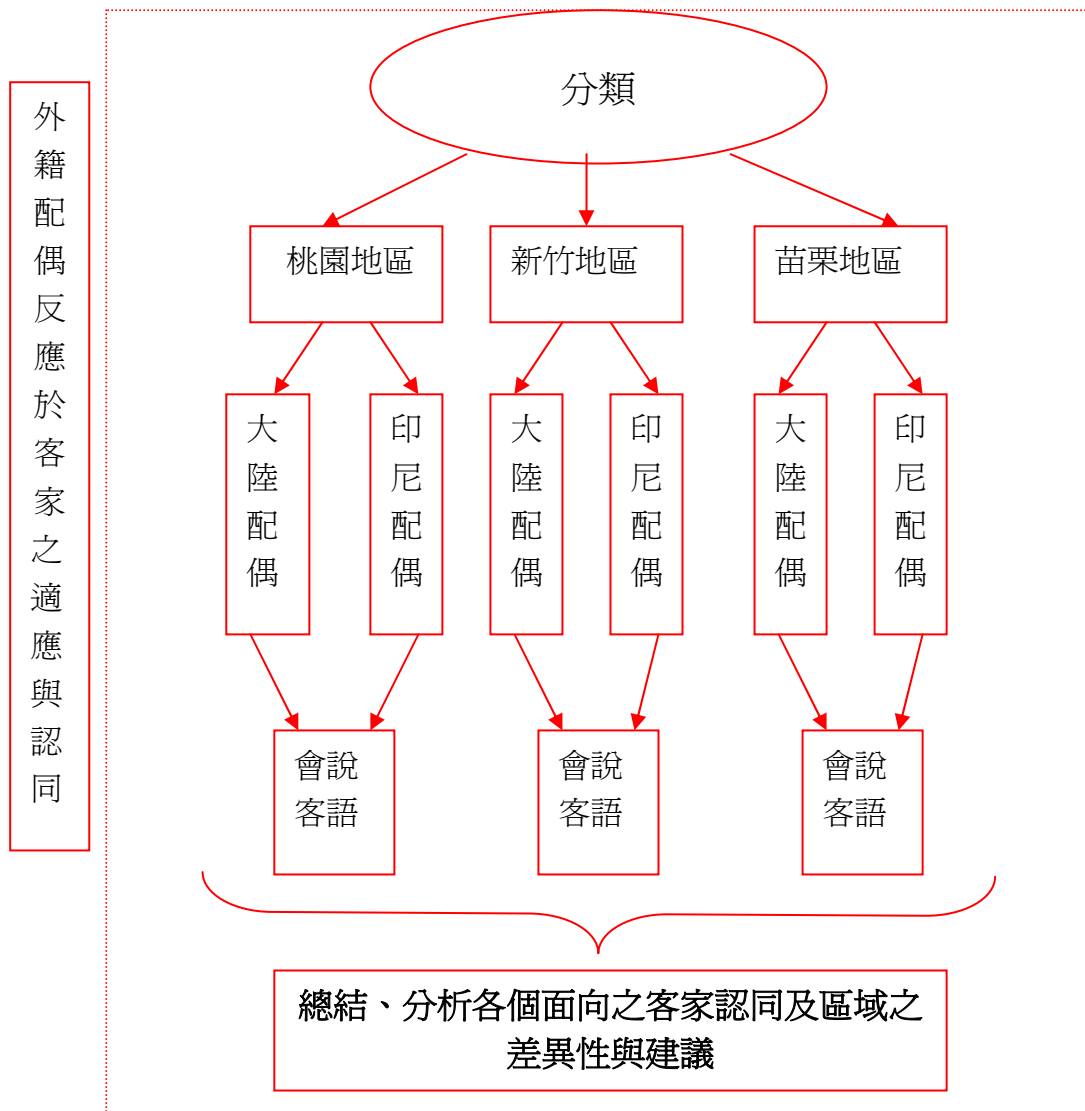 外籍配偶反應於客家之適應與認同
分類
桃園地區
新竹地區
苗栗地區
大陸配偶
印尼配偶
大陸配偶
印尼配偶
大陸配偶
印尼配偶
會說
客語
會說
客語
會說
客語
總結、分析各個面向之客家認同及區域之
差異性與建議